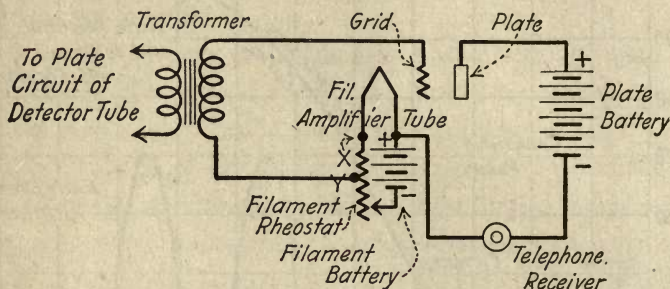 Transformer
Grid
Plate
To Plate
Circuit of
Detector Tube
Fil.
Amplifier Tube
+
X
Y
-
+
Plate
Battery
-
Filament
Rheostat
Filament
Battery
Telephone.
Receiver